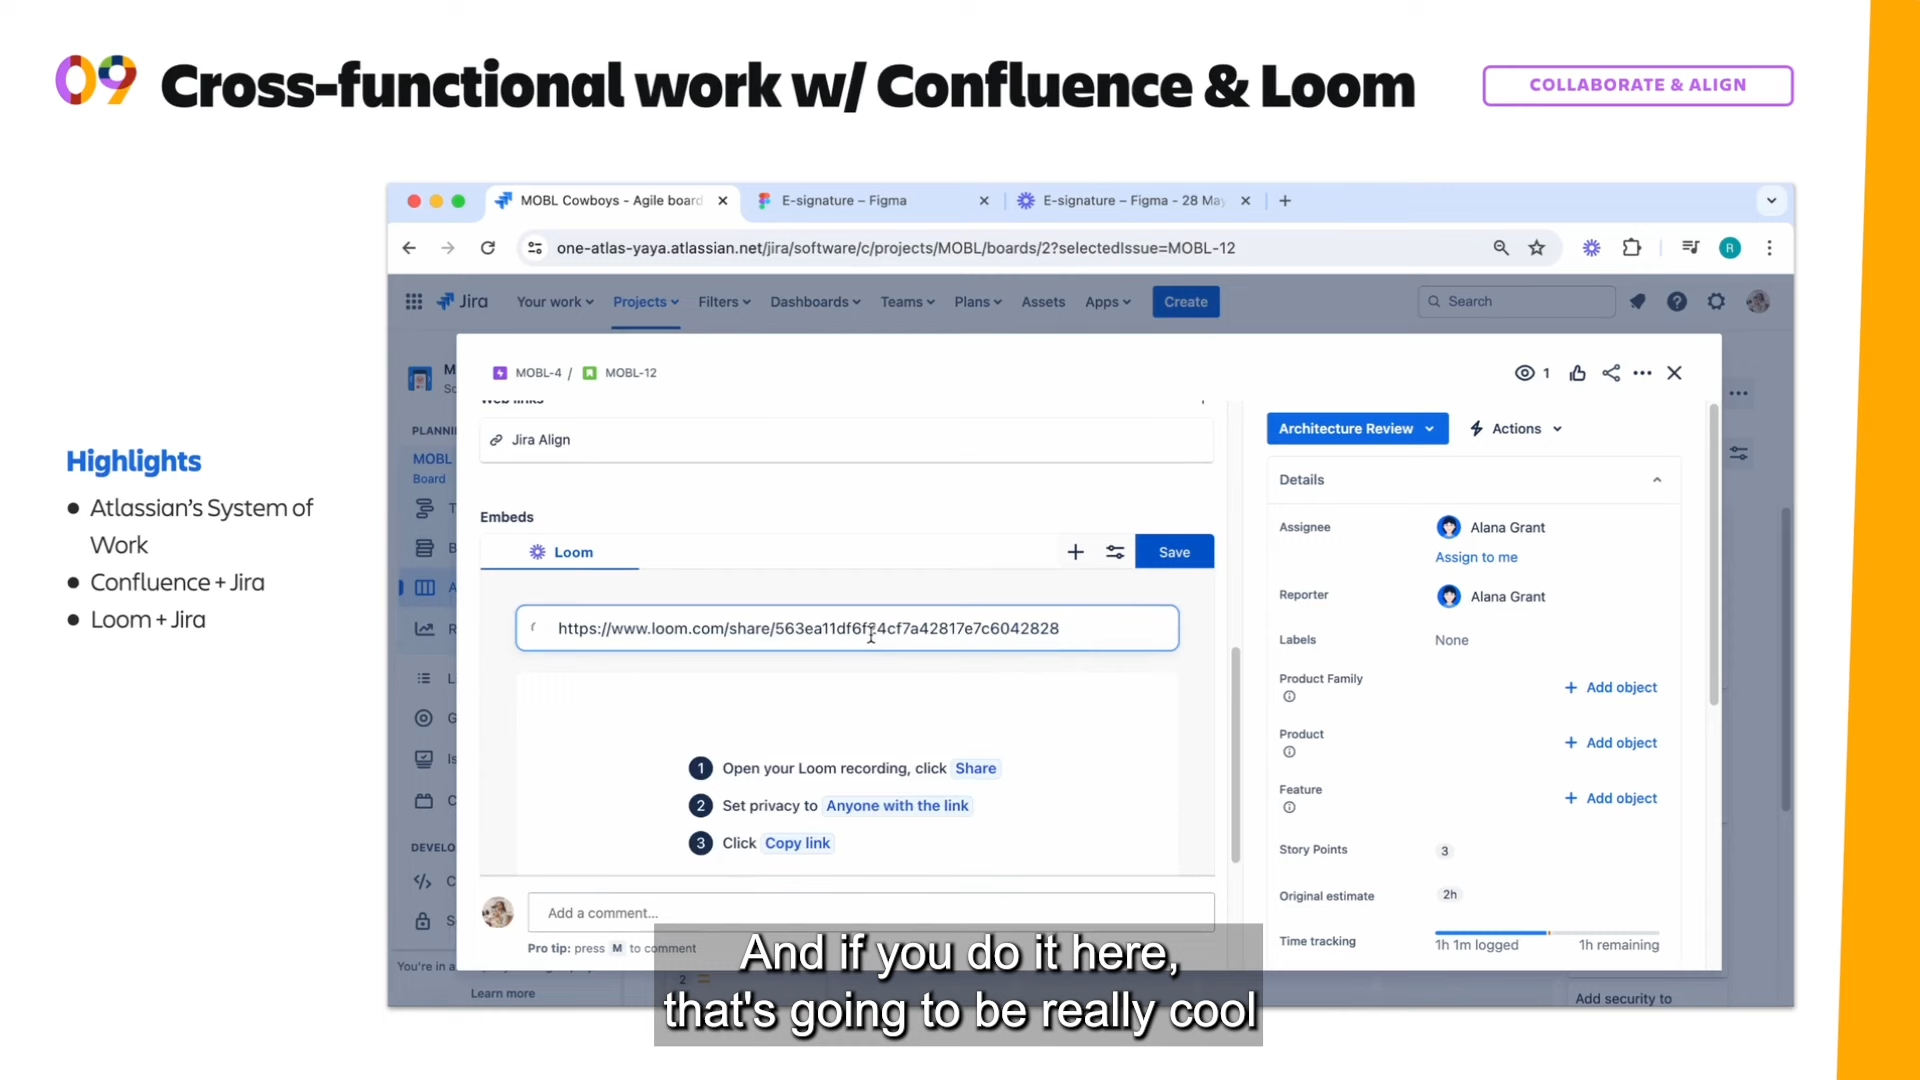 09 Cross-functional work w/ Confluence & Loom
COLLABORATE & ALIGN
Highlights
● Atlassian's System of
Work
● Confluence + Jira
● Loom + Jira
MOBL Cowboys - Agile board
E-signature – Figma
E-signature – Figma - 28 May
one-atlas-yaya.atlassian.net/jira/software/c/projects/MOBL/boards/2?selectedIssue=MOBL-12
R
Jira
Your work
Projects
Filters
Dashboards
Teams
Plans
Assets
Apps
Create
Search
MOBL-4 / MOBL-12
1
Web links
Jira Align
Embeds
Loom
Save
https://www.loom.com/share/563ea11df6ff4cf7a42817e7c6042828
1 Open your Loom recording, click Share
2 Set privacy to Anyone with the link
3 Click Copy link
Add a comment...
Pro tip: press M to comment
Architecture Review
Actions
Details
Assignee
Alana Grant
Assign to me
Reporter
Alana Grant
Labels
None
Product Family
+ Add object
Product
+ Add object
Feature
+ Add object
Story Points
3
Original estimate
2h
Time tracking
1h 1m logged
1h remaining
MOBL
Board
You're in a
Learn more
2
Add security to
And if you do it here,
that's going to be really cool